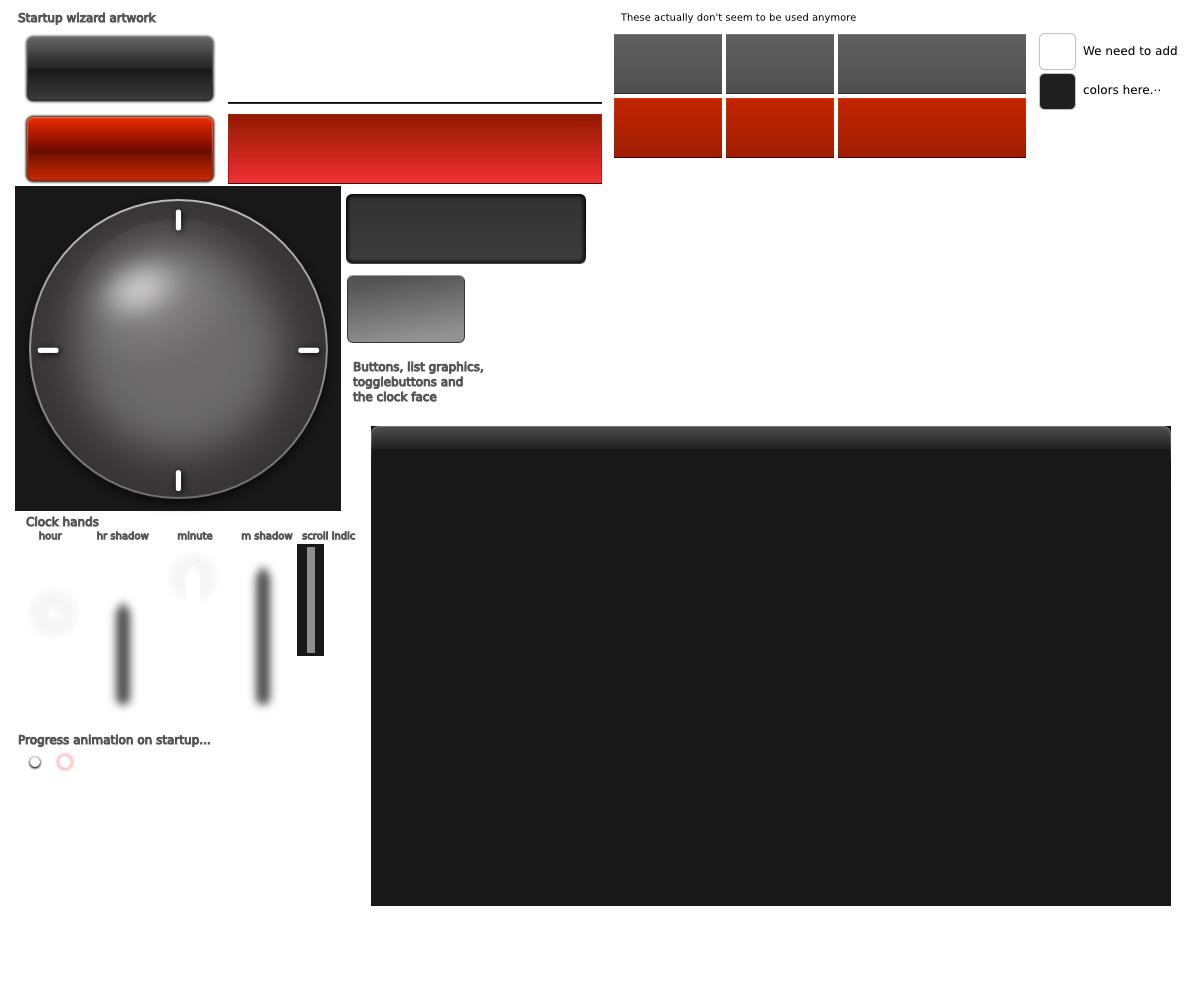 Startup wizard artwork
These actually don't seem to be used anymore
We need to add
colors here.··
Buttons, list graphics,
togglebuttons and
the clock face
Clock hands
hour hr shadow minute m shadow scroll indic
Progress animation on startup...